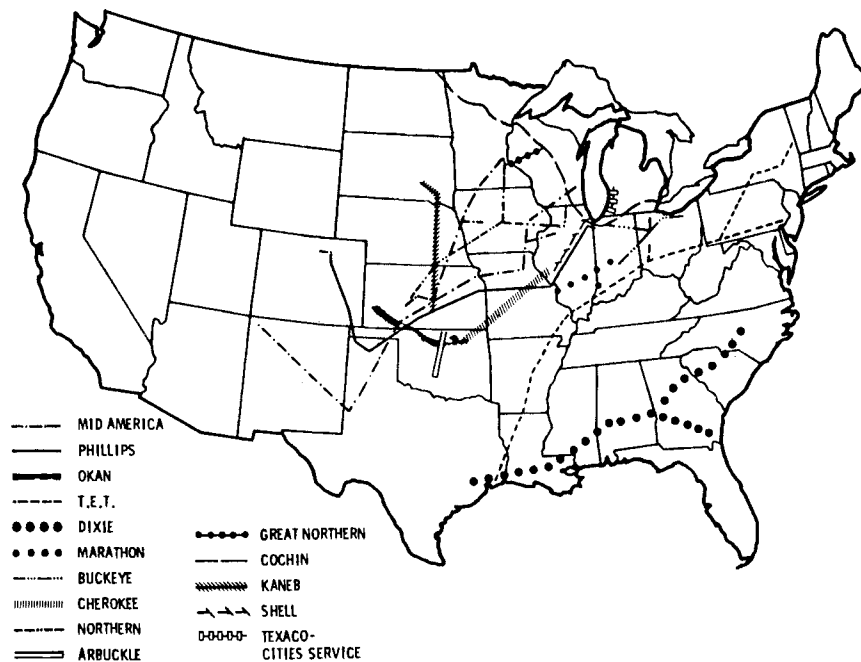 MID AMERICA
PHILLIPS
OKAN
T.E.T.
DIXIE
MARATHON
BUCKEYE
CHEROKEE
NORTHERN
ARBUCKLE
GREAT NORTHERN
COCHIN
KANEB
SHELL
TEXACO-
CITIES SERVICE